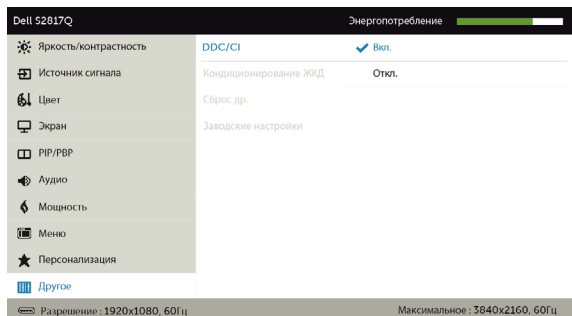 Dell S2817Q Энергопотребление
Яркость/контрастность DDC/CI Вкл.
Источник сигнала Кондиционирование ЖКД Откл.
Цвет Сброс др.
Экран Заводские настройки
PIP/PBP
Аудио
Мощность
Меню
Персонализация
Другое
Разрешение : 1920x1080, 60Гц Максимальное : 3840x2160, 60Гц